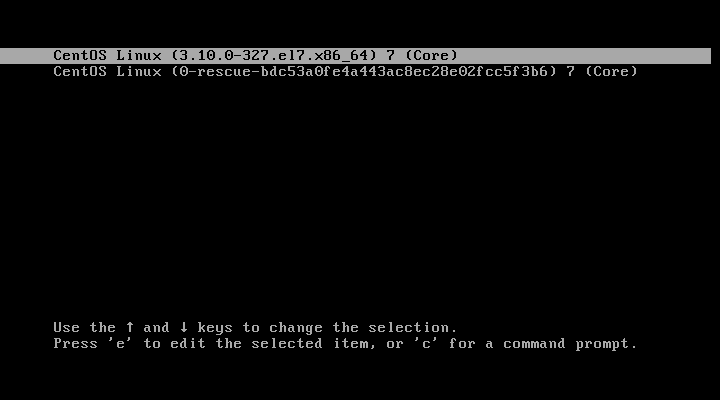 CentOS Linux (3.10.0-327.el7.x86_64) 7 (Core)
CentOS Linux (0-rescue-bdc53a0fe4a443ac8ec28e02fcc5f3b6) 7 (Core)
Use the ↑ and ↓ keys to change the selection.
Press 'e' to edit the selected item, or 'c' for a command prompt.